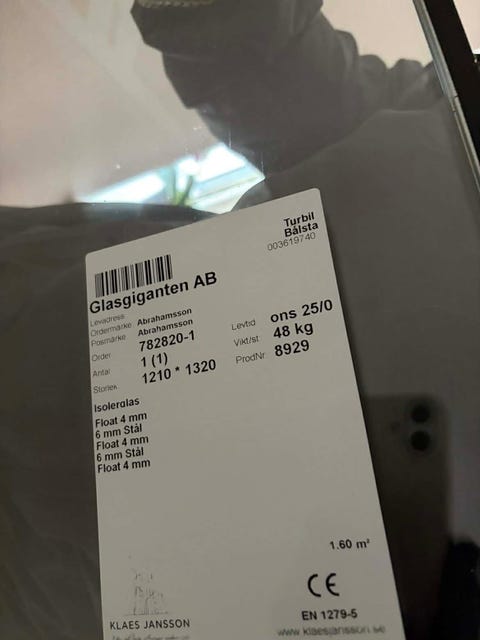 Turbil
Bålsta
003619740
Glasgiganten AB
Levadress
Ordermärke Abrahamsson
Posmärke Abrahamsson
Order 782820-1
Antal 1 (1)
Storlek 1210 * 1320
Levtid ons 25/0
Vikt/st 48 kg
ProdNr 8929
Isolerglas
Float 4 mm
6 mm Stål
Float 4 mm
6 mm Stål
Float 4 mm
1.60 m²
CE
EN 1279-5
KLAES JANSSON
www.klaesjansson.se